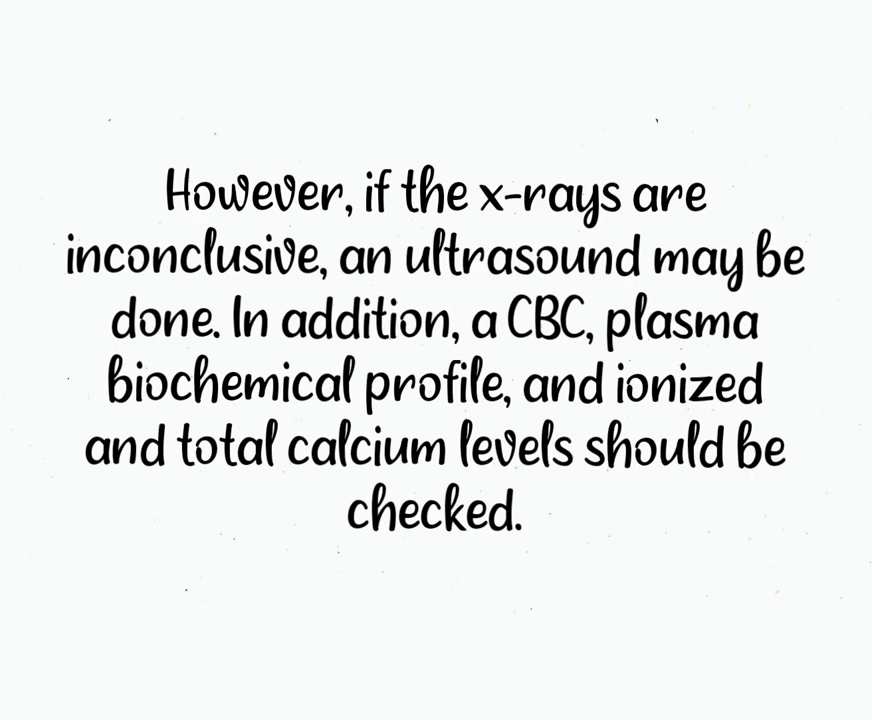 However, if the x-rays are
inconclusive, an ultrasound may be
done. In addition, a CBC, plasma
biochemical profile, and ionized
and total calcium levels should be
checked.